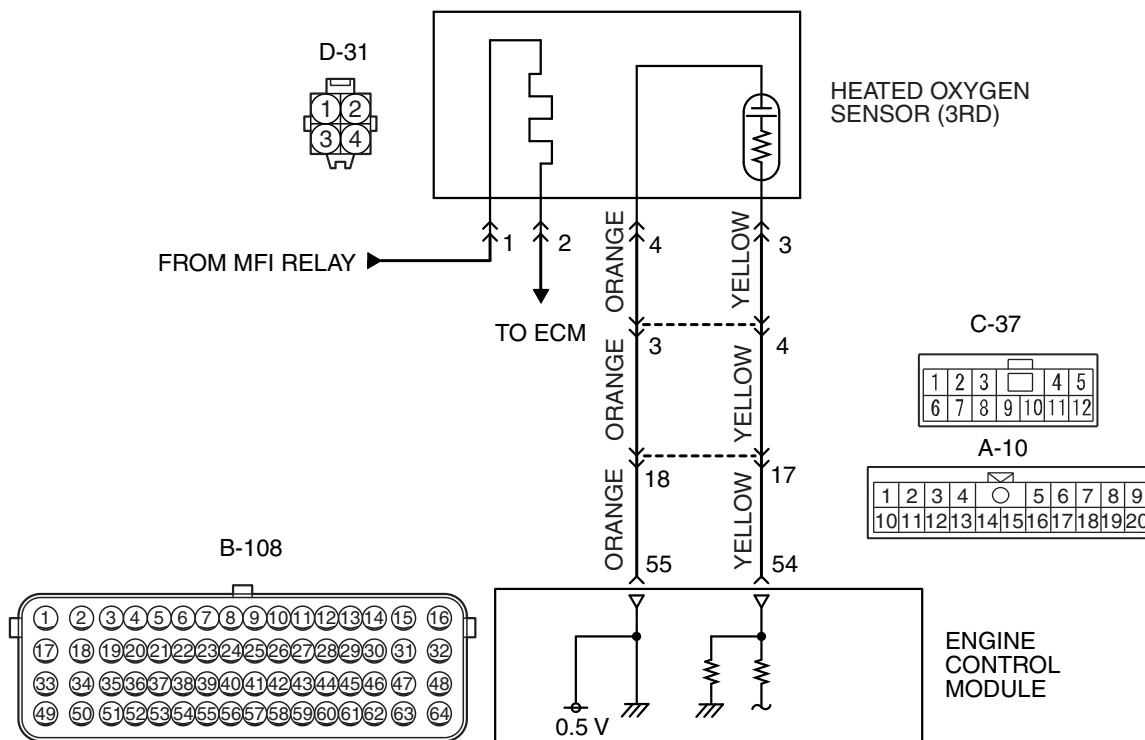 D-31
1 2
3 4
HEATED OXYGEN
SENSOR (3RD)
1 2 4 3
ORANGE YELLOW
FROM MFI RELAY
TO ECM
3 4
ORANGE YELLOW
C-37
1 2 3 4 5
6 7 8 9 10 11 12
18 17
ORANGE YELLOW
A-10
1 2 3 4 5 6 7 8 9
10 11 12 13 14 15 16 17 18 19 20
55 54
B-108
1 2 3 4 5 6 7 8 9 10 11 12 13 14 15 16
17 18 19 20 21 22 23 24 25 26 27 28 29 30 31 32
33 34 35 36 37 38 39 40 41 42 43 44 45 46 47 48
49 50 51 52 53 54 55 56 57 58 59 60 61 62 63 64
0.5 V
ENGINE
CONTROL
MODULE